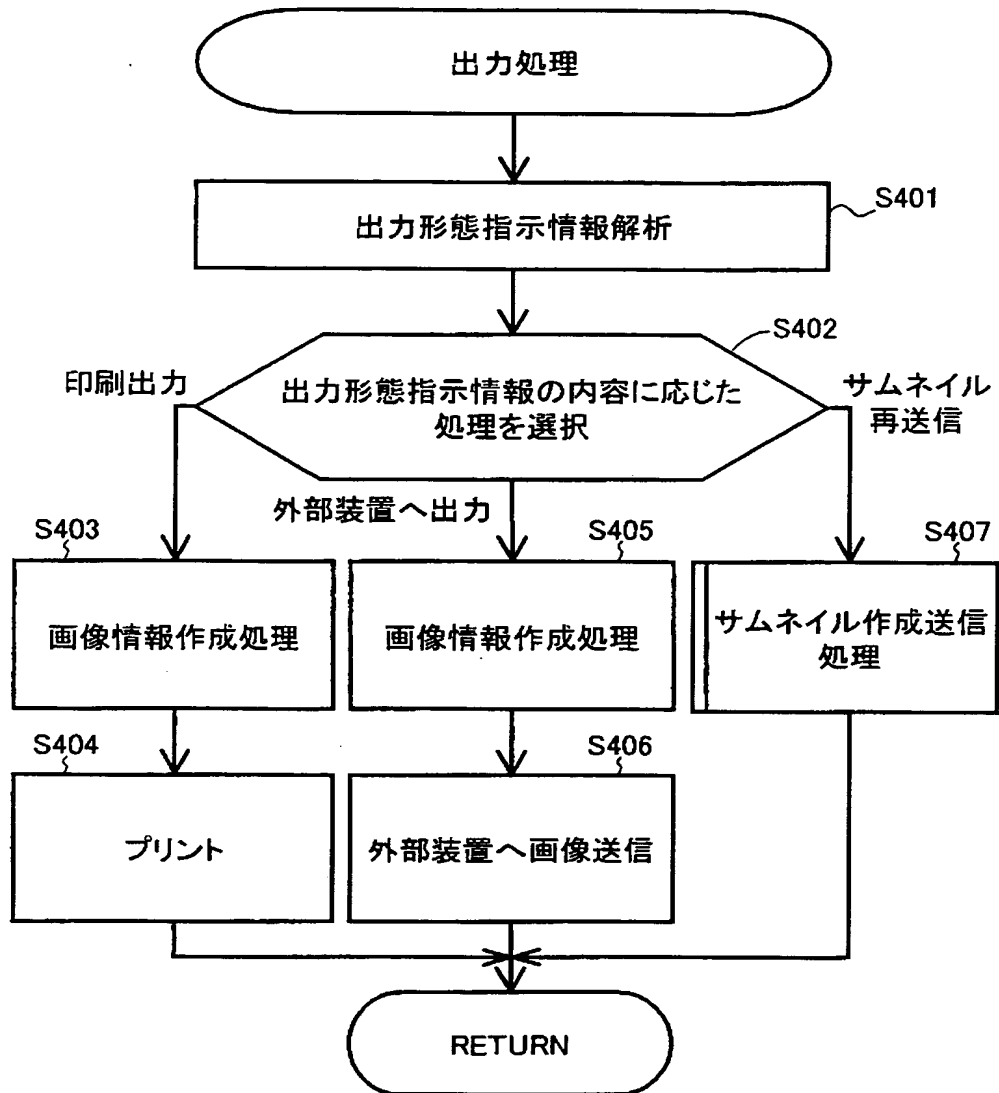 出力処理
S401
出力形態指示情報解析
S402
印刷出力
出力形態指示情報の内容に応じた
処理を選択
サムネイル
再送信
外部装置へ出力
S403
S405
S407
画像情報作成処理
画像情報作成処理
サムネイル作成送信
処理
S404
S406
プリント
外部装置へ画像送信
RETURN